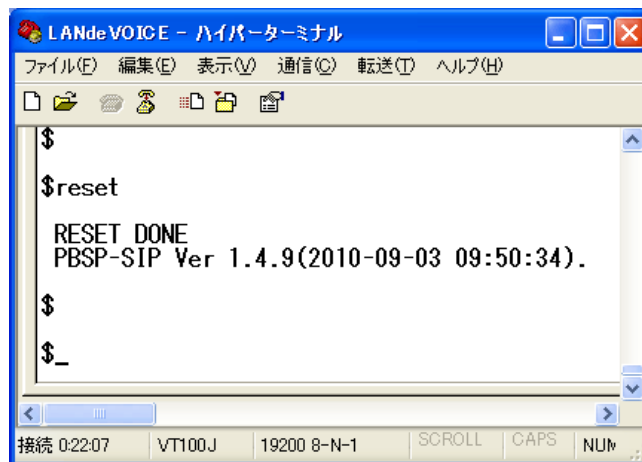 LANdeVOICE - ハイパーターミナル
ファイル(F) 編集(E) 表示(V) 通信(C) 転送(T) ヘルプ(H)
$
$reset
RESET DONE
PBSP-SIP Ver 1.4.9(2010-09-03 09:50:34).
$
$_
接続 0:22:07 VT100J 19200 8-N-1 SCROLL CAPS NUM